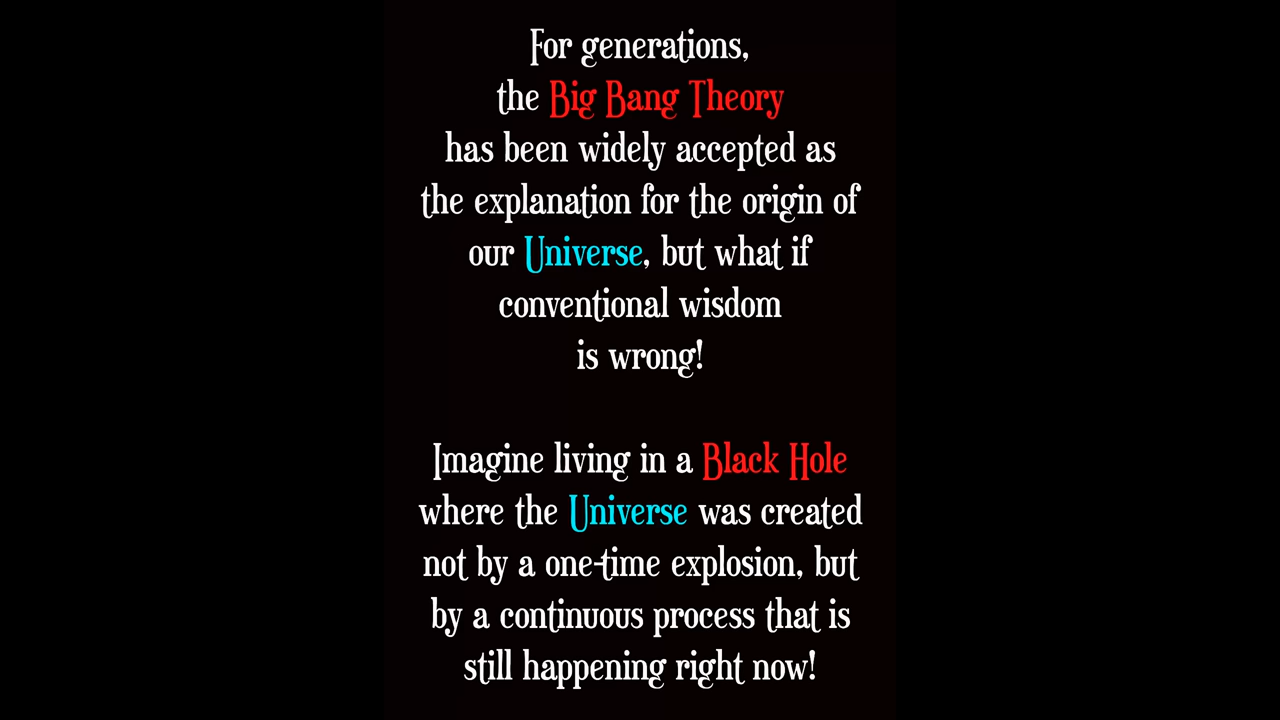 For generations,
the Big Bang Theory
has been widely accepted as
the explanation for the origin of
our Universe, but what if
conventional wisdom
is wrong!
Imagine living in a Black Hole
where the Universe was created
not by a one-time explosion, but
by a continuous process that is
still happening right now!